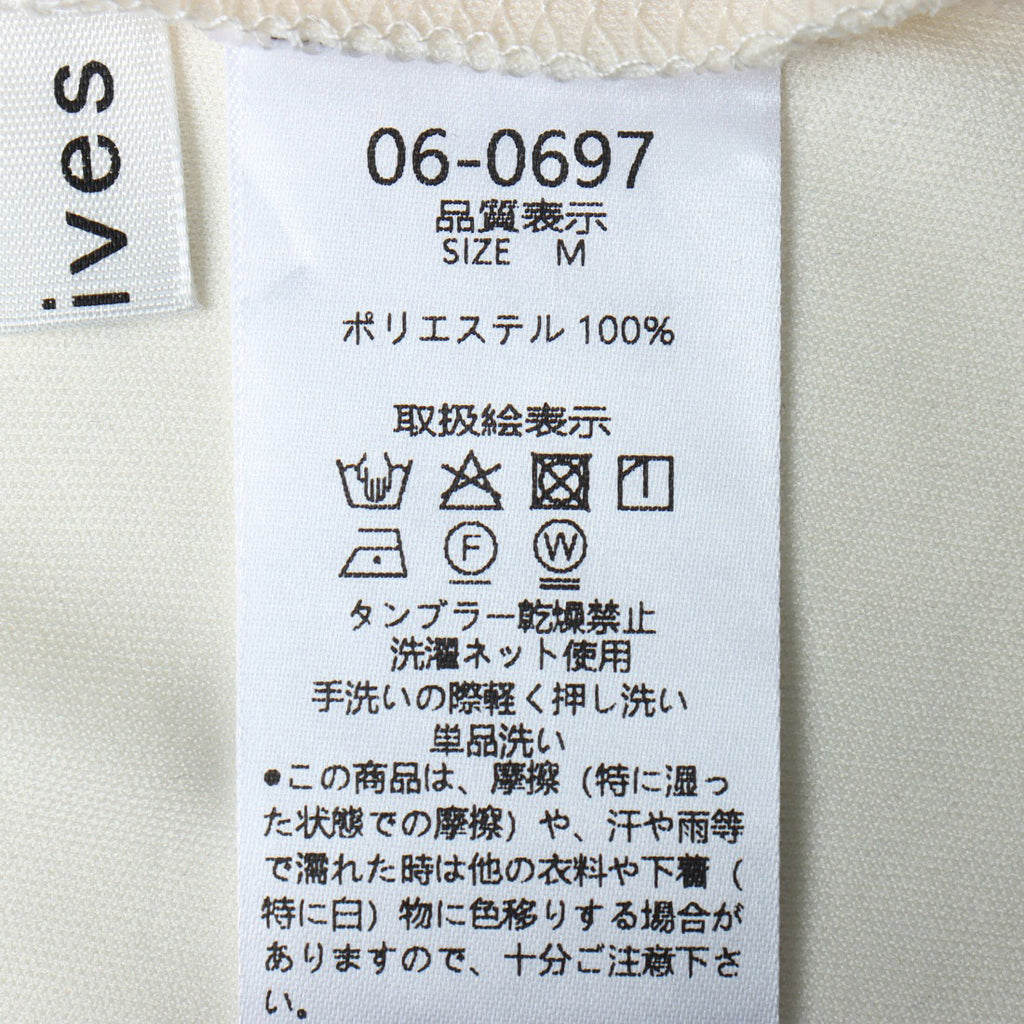 ives
06-0697
品質表示
SIZE M
ポリエステル 100%
取扱絵表示
F W
タンブラー乾燥禁止
洗濯ネット使用
手洗いの際軽く押し洗い
単品洗い
●この商品は、摩擦（特に湿っ
た状態での摩擦）や、汗や雨等
で濡れた時は他の衣料や下着（
特に白）物に色移りする場合が
ありますので、十分ご注意下さ
い。